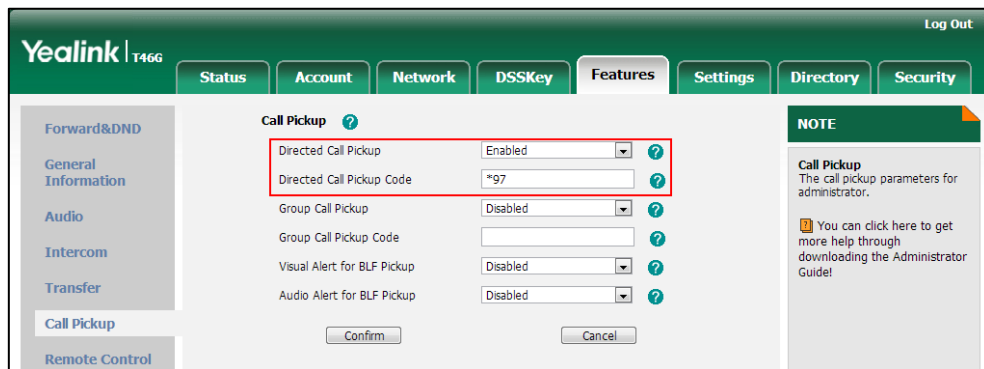 Log Out
Yealink | T46G
Status Account Network DSSKey Features Settings Directory Security
Forward&DND
General
Information
Audio
Intercom
Transfer
Call Pickup
Remote Control
Call Pickup ?
Directed Call Pickup Enabled ?
Directed Call Pickup Code *97 ?
Group Call Pickup Disabled ?
Group Call Pickup Code ?
Visual Alert for BLF Pickup Disabled ?
Audio Alert for BLF Pickup Disabled ?
Confirm Cancel
NOTE
Call Pickup
The call pickup parameters for
administrator.
? You can click here to get
more help through
downloading the Administrator
Guide!